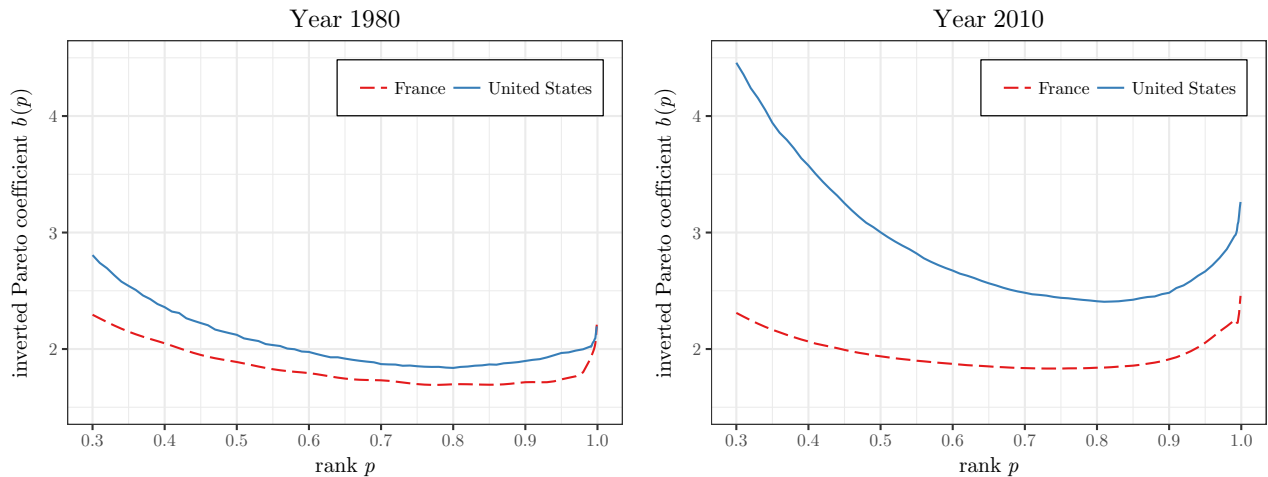 Year 1980
inverted Pareto coefficient b(p)
4
3
2
France United States
0.3 0.4 0.5 0.6 0.7 0.8 0.9 1.0
rank p
Year 2010
inverted Pareto coefficient b(p)
4
3
2
France United States
0.3 0.4 0.5 0.6 0.7 0.8 0.9 1.0
rank p